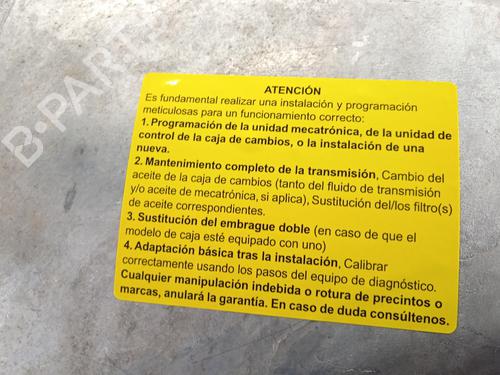 B-PARTS
ATENCIÓN
Es fundamental realizar una instalación y programación
meticulosas para un funcionamiento correcto:
1. Programación de la unidad mecatrónica, de la unidad de
control de la caja de cambios, o la instalación de una
nueva.
2. Mantenimiento completo de la transmisión, Cambio del
aceite de la caja de cambios (tanto del fluido de transmisión
y/o aceite de mecatrónica, si aplica), Sustitución del/los filtro(s)
de aceite correspondientes.
3. Sustitución del embrague doble (en caso de que el
modelo de caja esté equipado con uno)
4. Adaptación básica tras la instalación, Calibrar
correctamente usando los pasos del equipo de diagnóstico.
Cualquier manipulación indebida o rotura de precintos o
marcas, anulará la garantía. En caso de duda consúltenos.